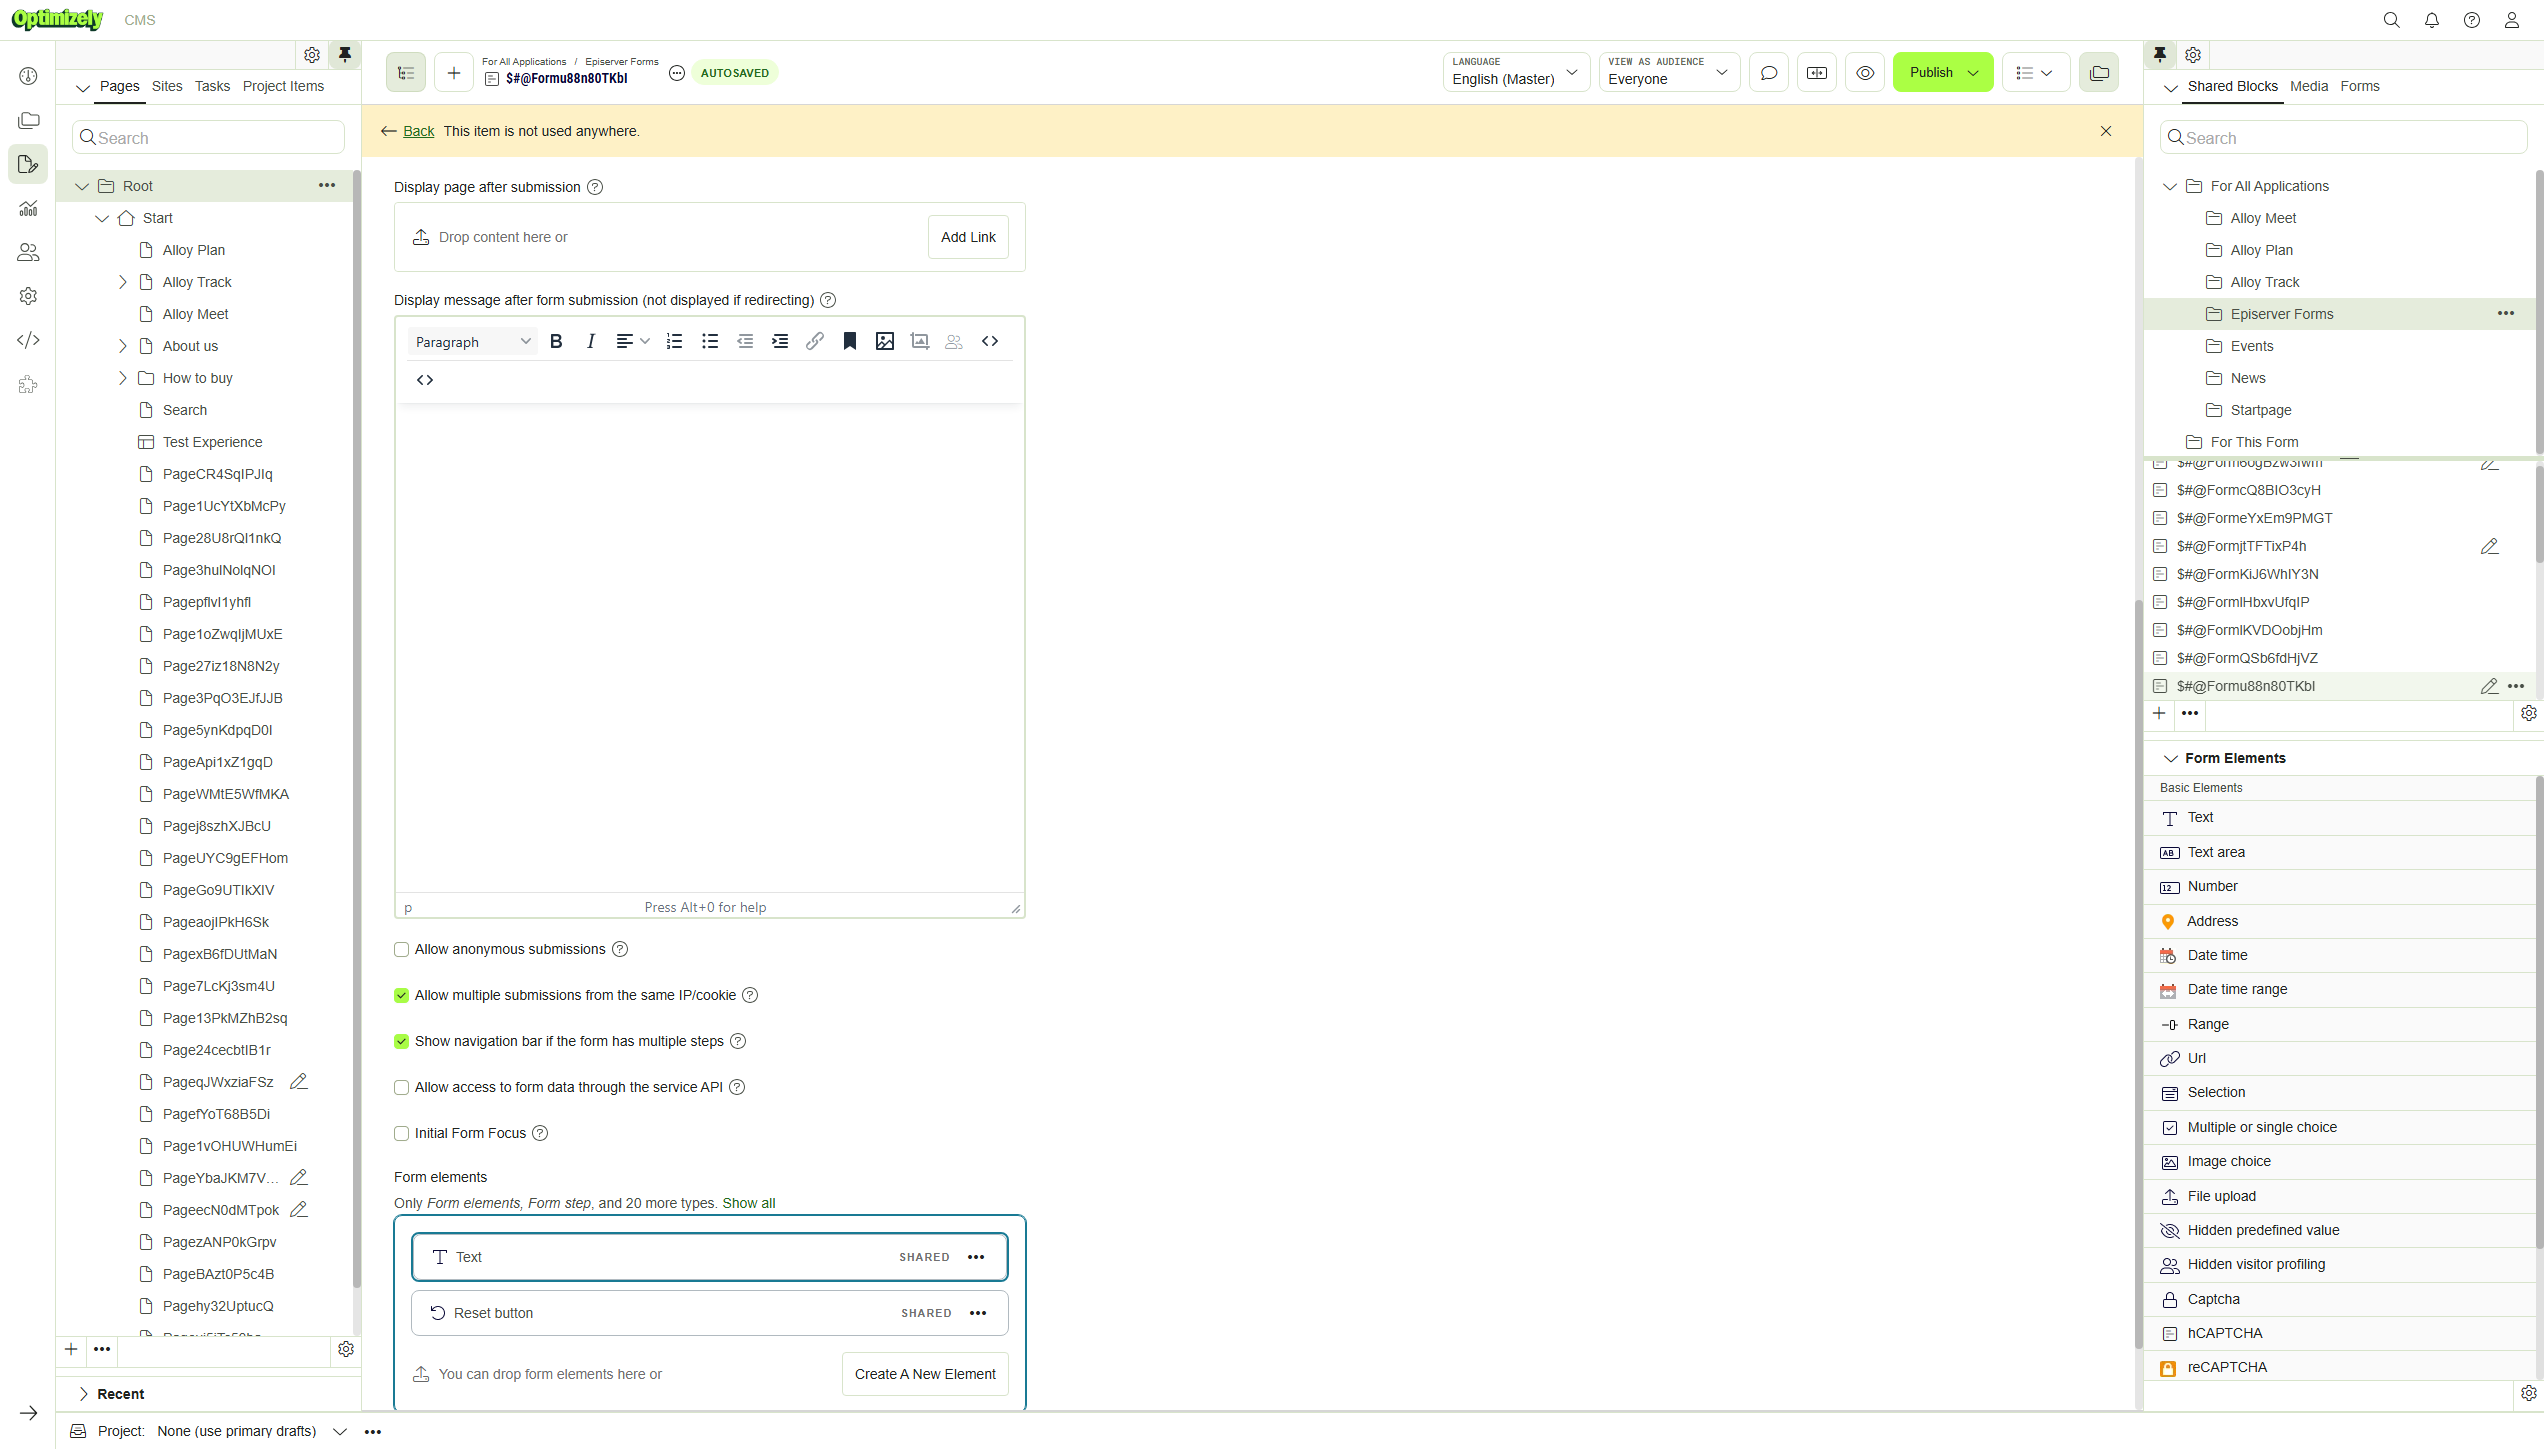 Optimizely
CMS
Pages
Sites
Tasks
Project Items
Search
Root
Start
Alloy Plan
Alloy Track
Alloy Meet
About us
How to buy
Search
Test Experience
PageCR4SqIPJIq
Page1UcYtXbMcPy
Page28U8rQI1nkQ
Page3huINolqNOI
PagepflvI1yhfI
Page1oZwqIjMUxE
Page27iz18N8N2y
Page3PqO3EJfJJB
Page5ynKdpqD0I
PageApi1xZ1gqD
PageWMtE5WfMKA
Pagej8szhXJBcU
PageUYC9gEFHom
PageGo9UTIkXIV
PageaojIPkH6Sk
PagexB6fDUtMaN
Page7LcKj3sm4U
Page13PkMZhB2sq
Page24cecbtIB1r
PageqJWxziaFSz
PagefYoT68B5Di
Page1vOHUWHumEi
PageYbaJKM7V...
PageecN0dMTpok
PagezANP0kGrpv
PageBAzt0P5c4B
Pagehy32UptucQ
Recent
Project: None (use primary drafts)
For All Applications / Episerver Forms
$#@Formu88n80TKbI
AUTOSAVED
LANGUAGE
English (Master)
VIEW AS AUDIENCE
Everyone
Publish
Back This item is not used anywhere.
Display page after submission
Drop content here or
Add Link
Display message after form submission (not displayed if redirecting)
Paragraph
p
Press Alt+0 for help
Allow anonymous submissions
Allow multiple submissions from the same IP/cookie
Show navigation bar if the form has multiple steps
Allow access to form data through the service API
Initial Form Focus
Form elements
Only Form elements, Form step, and 20 more types. Show all
Text
SHARED
Reset button
SHARED
You can drop form elements here or
Create A New Element
Shared Blocks
Media
Forms
Search
For All Applications
Alloy Meet
Alloy Plan
Alloy Track
Episerver Forms
Events
News
Startpage
For This Form
$#@FormcQ8BIO3cyH
$#@FormeYxEm9PMGT
$#@FormjtTFTixP4h
$#@FormKiJ6WhIY3N
$#@FormlHbxvUfqIP
$#@FormlKVDOobjHm
$#@FormQSb6fdHjVZ
$#@Formu88n80TKbI
Form Elements
Basic Elements
Text
Text area
Number
Address
Date time
Date time range
Range
Url
Selection
Multiple or single choice
Image choice
File upload
Hidden predefined value
Hidden visitor profiling
Captcha
hCAPTCHA
reCAPTCHA